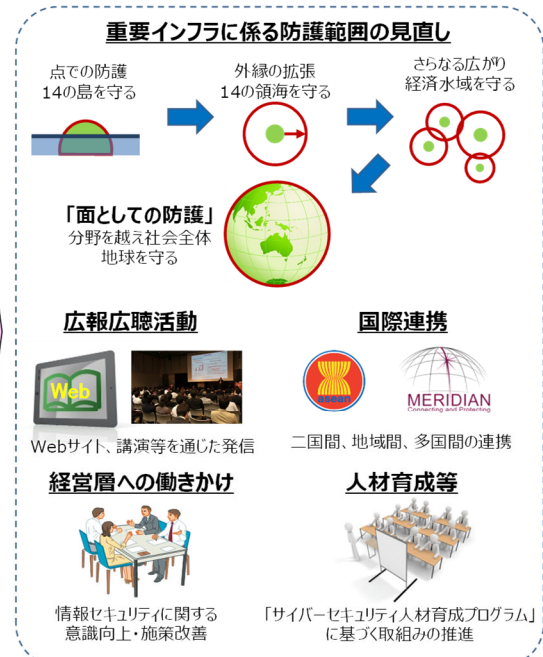 重要インフラに係る防護範囲の見直し
点での防護
14の島を守る
外縁の拡張
14の領海を守る
さらなる広がり
経済水域を守る
「面としての防護」
分野を越え社会全体
地球を守る
広報広聴活動
国際連携
Web
asean
MERIDIAN
Connecting and Protecting
Webサイト、講演等を通じた発信
二国間、地域間、多国間の連携
経営層への働きかけ
人材育成等
情報セキュリティに関する
意識向上・施策改善
「サイバーセキュリティ人材育成プログラム」
に基づく取組みの推進